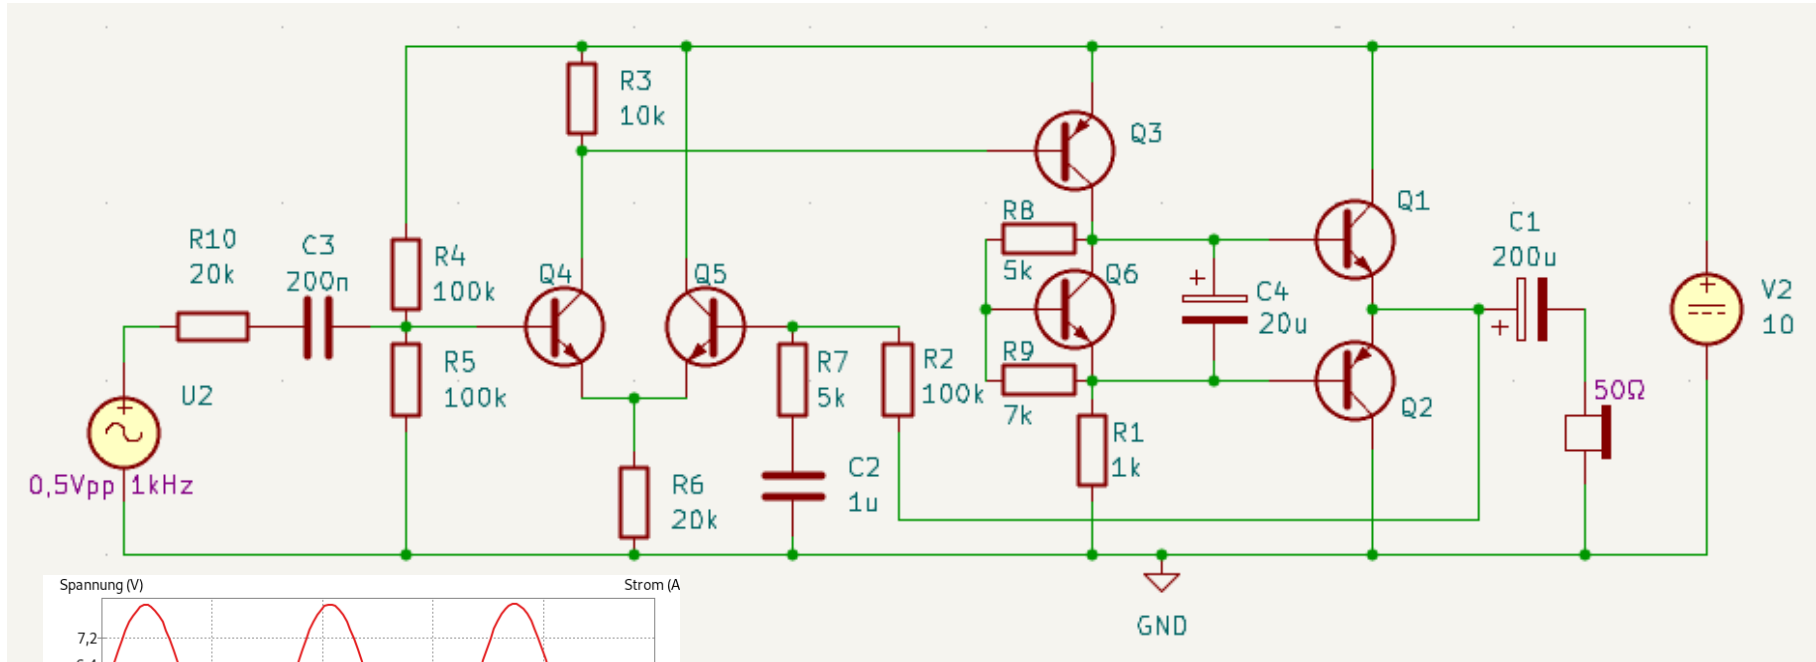 R3
10k
Q3
R8
5k
Q1
C1
200u
R10
20k
C3
200n
R4
100k
Q4
Q5
Q6
C4
20u
V2
10
R5
100k
R7
5k
R2
100k
R9
7k
Q2
50Ω
U2
R1
1k
0,5Vpp 1kHz
R6
20k
C2
1u
GND
Spannung (V)
Strom (A
7,2